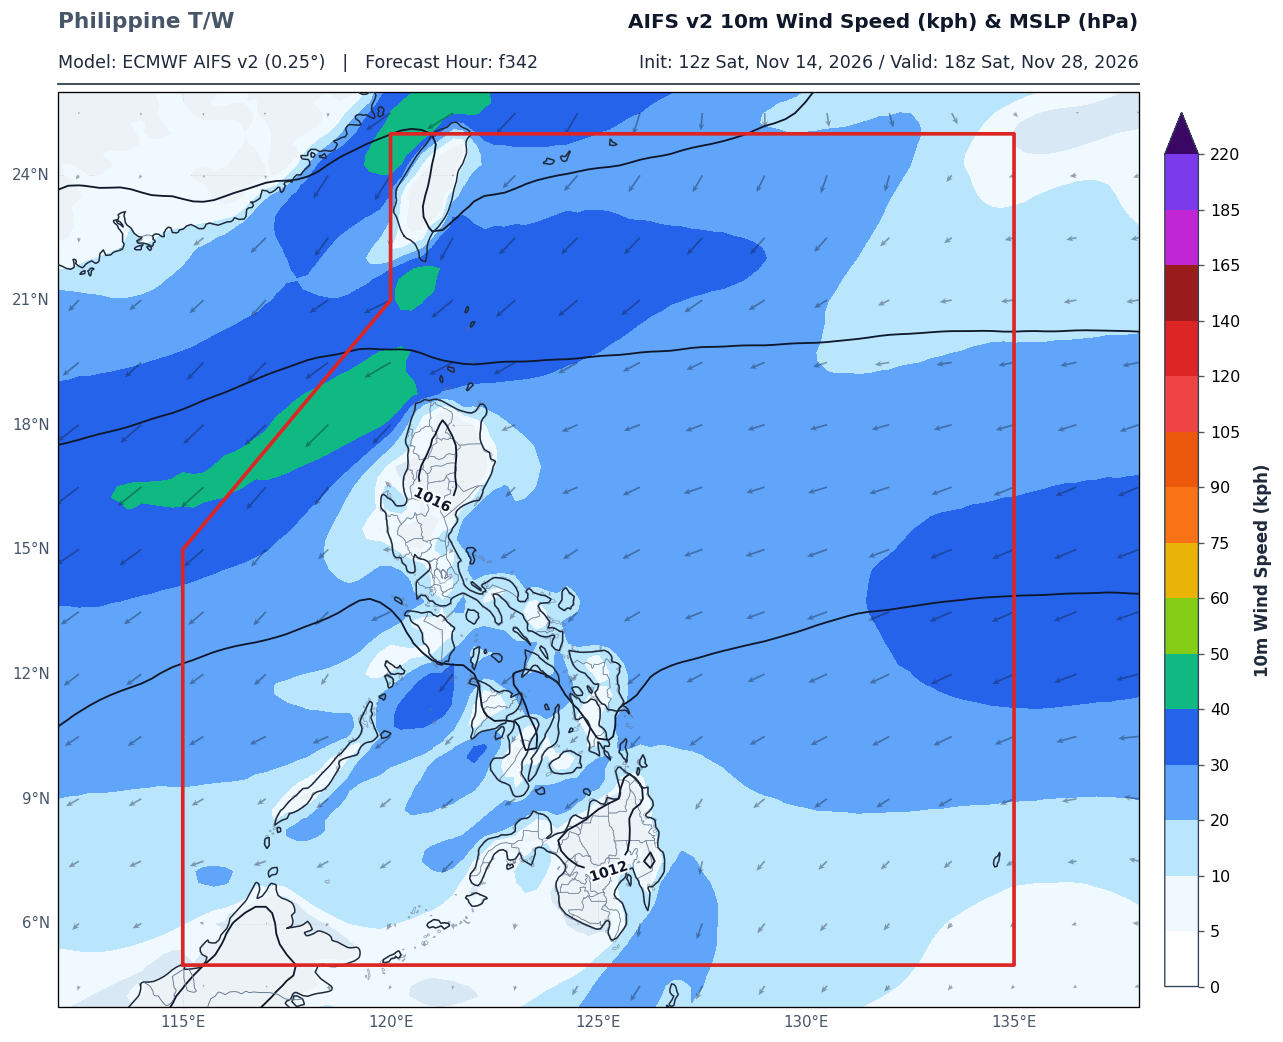 Philippine T/W
AIFS v2 10m Wind Speed (kph) & MSLP (hPa)
Model: ECMWF AIFS v2 (0.25°) | Forecast Hour: f342
Init: 12z Sat, Nov 14, 2026 / Valid: 18z Sat, Nov 28, 2026
24°N
21°N
18°N
15°N
12°N
9°N
6°N
1016
1012
115°E
120°E
125°E
130°E
135°E
220
185
165
140
120
105
90
75
60
50
40
30
20
10
5
0
10m Wind Speed (kph)